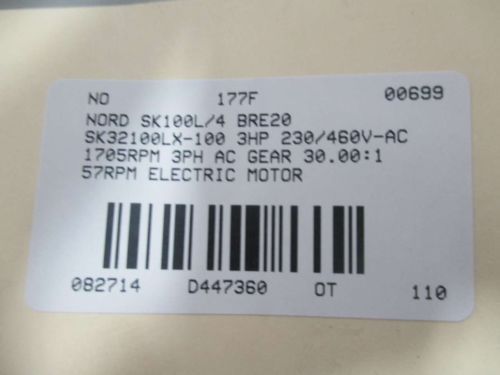 NO 177F 00699
NORD SK100L/4 BRE20
SK32100LX-100 3HP 230/460V-AC
1705RPM 3PH AC GEAR 30.00:1
57RPM ELECTRIC MOTOR
082714 D447360 OT 110